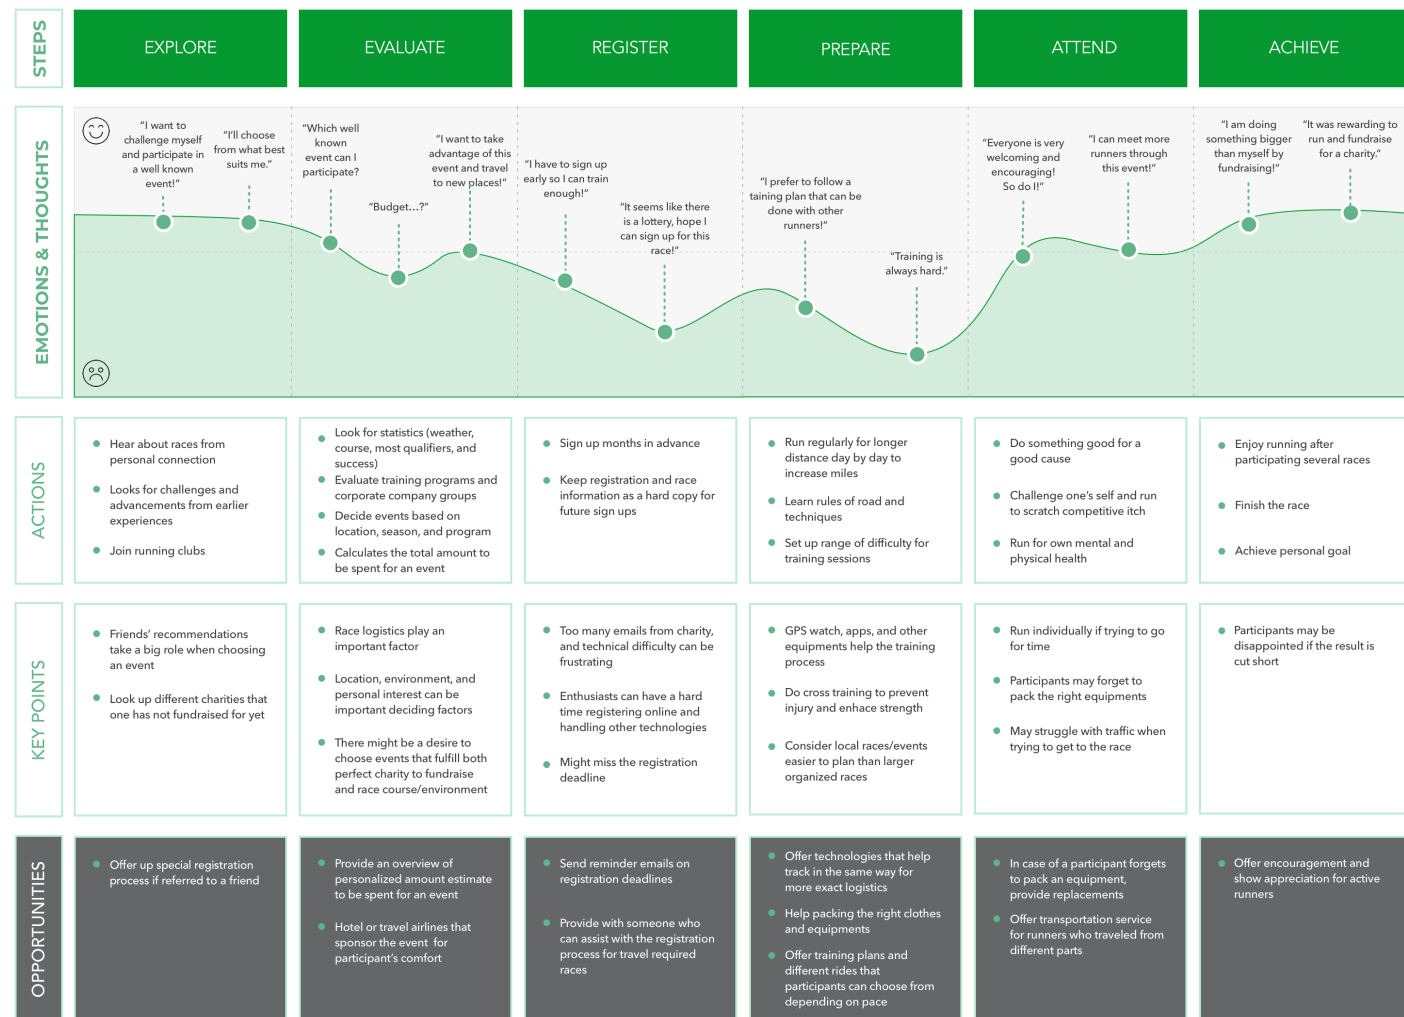 STEPS
EXPLORE
EVALUATE
REGISTER
PREPARE
ATTEND
ACHIEVE
EMOTIONS & THOUGHTS
“I want to
challenge myself
and participate in
a well known
event!”
“I’ll choose
from what best
suits me.”
“Which well
known
event can I
participate?
“Budget...?”
“I want to take
advantage of this
event and travel
to new places!”
“I have to sign up
early so I can train
enough!”
“It seems like there
is a lottery, hope I
can sign up for this
race!”
“I prefer to follow a
taining plan that can be
done with other
runners!”
“Training is
always hard.”
“Everyone is very
welcoming and
encouraging!
So do I!”
“I can meet more
runners through
this event!”
“I am doing
something bigger
than myself by
fundraising!”
“It was rewarding to
run and fundraise
for a charity.”
ACTIONS
Hear about races from
personal connection
Looks for challenges and
advancements from earlier
experiences
Join running clubs
Look for statistics (weather,
course, most qualifiers, and
success)
Evaluate training programs and
corporate company groups
Decide events based on
location, season, and program
Calculates the total amount to
be spent for an event
Sign up months in advance
Keep registration and race
information as a hard copy for
future sign ups
Run regularly for longer
distance day by day to
increase miles
Learn rules of road and
techniques
Set up range of difficulty for
training sessions
Do something good for a
good cause
Challenge one’s self and run
to scratch competitive itch
Run for own mental and
physical health
Enjoy running after
participating several races
Finish the race
Achieve personal goal
KEY POINTS
Friends’ recommendations
take a big role when choosing
an event
Look up different charities that
one has not fundraised for yet
Race logistics play an
important factor
Location, environment, and
personal interest can be
important deciding factors
There might be a desire to
choose events that fulfill both
perfect charity to fundraise
and race course/environment
Too many emails from charity,
and technical difficulty can be
frustrating
Enthusiasts can have a hard
time registering online and
handling other technologies
Might miss the registration
deadline
GPS watch, apps, and other
equipments help the training
process
Do cross training to prevent
injury and enhace strength
Consider local races/events
easier to plan than larger
organized races
Run individually if trying to go
for time
Participants may forget to
pack the right equipments
May struggle with traffic when
trying to get to the race
Participants may be
disappointed if the result is
cut short
OPPORTUNITIES
Offer up special registration
process if referred to a friend
Provide an overview of
personalized amount estimate
to be spent for an event
Hotel or travel airlines that
sponsor the event for
participant’s comfort
Send reminder emails on
registration deadlines
Provide with someone who
can assist with the registration
process for travel required
races
Offer technologies that help
track in the same way for
more exact logistics
Help packing the right clothes
and equipments
Offer training plans and
different rides that
participants can choose from
depending on pace
In case of a participant forgets
to pack an equipment,
provide replacements
Offer transportation service
for runners who traveled from
different parts
Offer encouragement and
show appreciation for active
runners